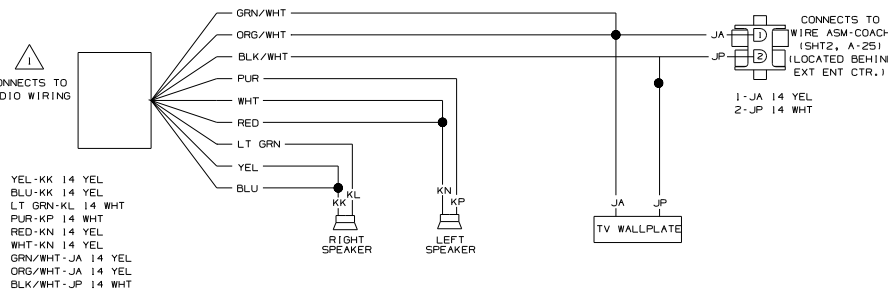 GRN/WHT
ORG/WHT
BLK/WHT
PUR
WHT
RED
LT GRN
YEL
BLU
1
ONNECTS TO
DIO WIRING
YEL-KK 14 YEL
BLU-KK 14 YEL
LT GRN-KL 14 WHT
PUR-KP 14 WHT
RED-KN 14 YEL
WHT-KN 14 YEL
GRN/WHT-JA 14 YEL
ORG/WHT-JA 14 YEL
BLK/WHT-JP 14 WHT
KK
KL
RIGHT
SPEAKER
KN
KP
LEFT
SPEAKER
JA
JP
TV WALLPLATE
JA
JP
1
2
CONNECTS TO
WIRE ASM-COACH
(SHT2, A-25)
(LOCATED BEHIN
EXT ENT CTR.)
1-JA 14 YEL
2-JP 14 WHT